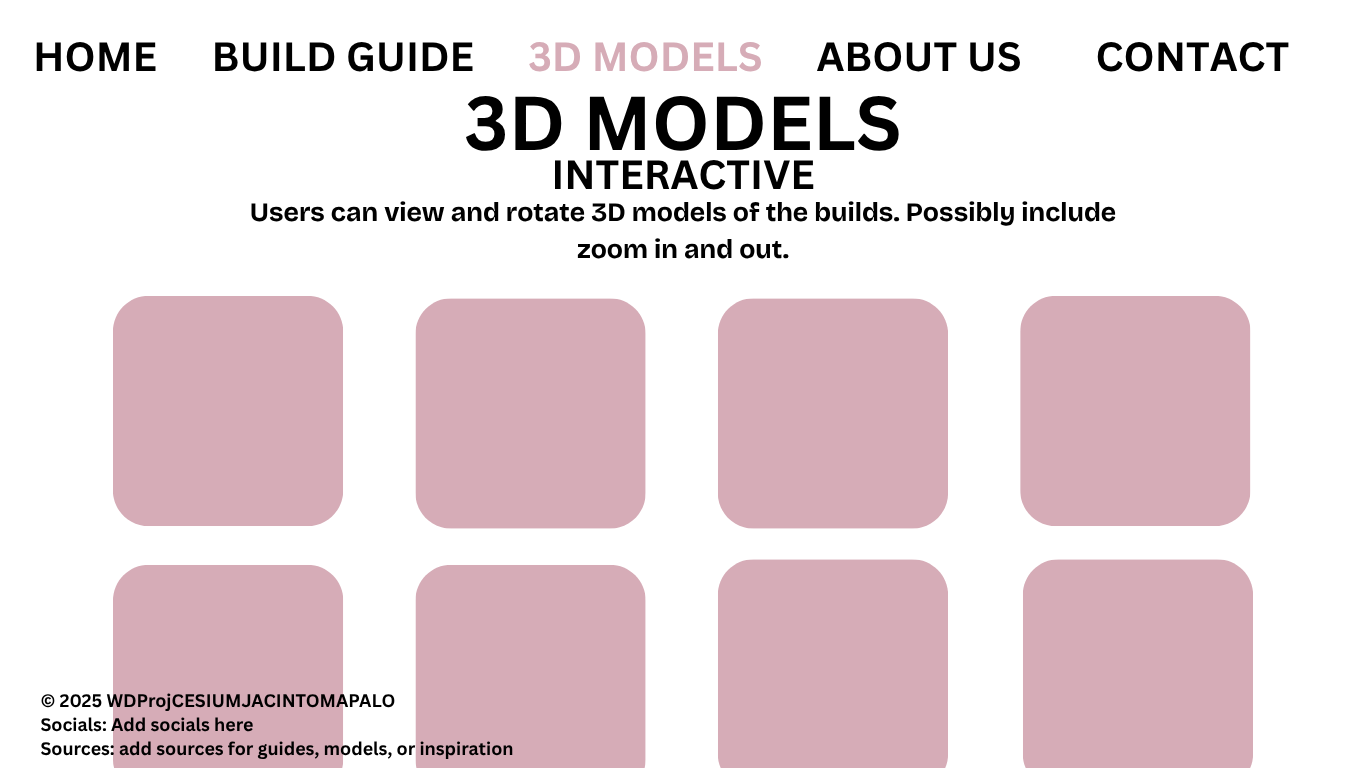 HOME BUILD GUIDE 3D MODELS ABOUT US CONTACT
3D MODELS
INTERACTIVE
Users can view and rotate 3D models of the builds. Possibly include
zoom in and out.
© 2025 WDProjCESIUMJACINTOMAPALO
Socials: Add socials here
Sources: add sources for guides, models, or inspiration